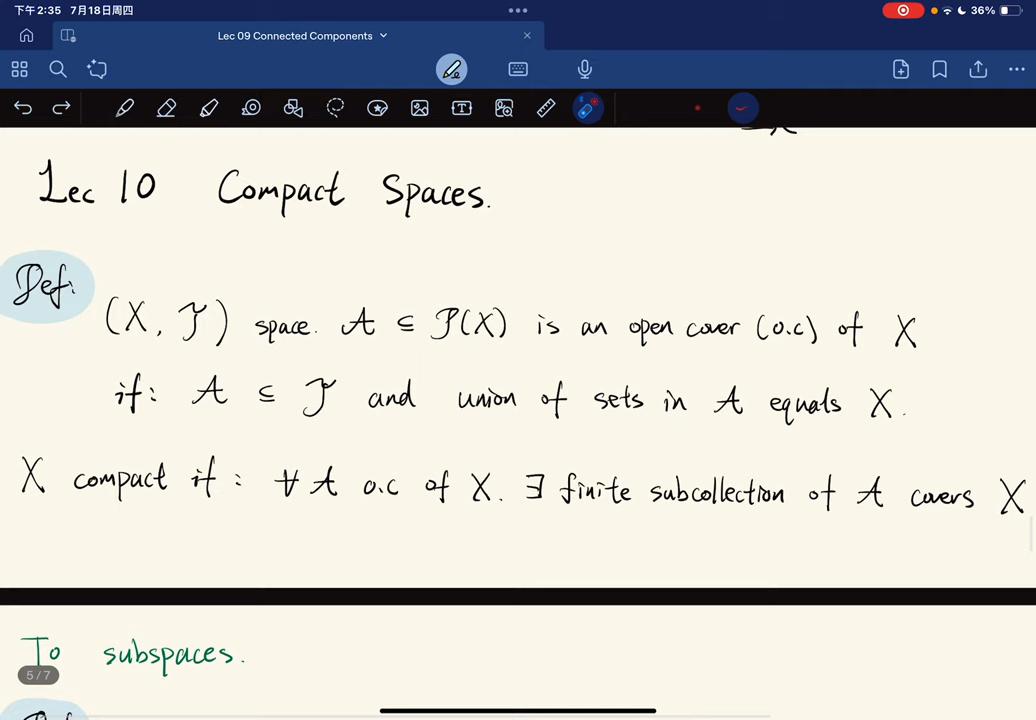 下午2:35 7月18日周四
36%
Lec 09 Connected Components
Lec 10 Compact Spaces.
Def:
(X, 𝒯) space. 𝒜 ⊆ 𝒫(X) is an open cover (o.c) of X
if: 𝒜 ⊆ 𝒯 and union of sets in 𝒜 equals X.
X compact if: ∀ 𝒜 o.c of X. ∃ finite subcollection of 𝒜 covers X
To subspaces.
5/7